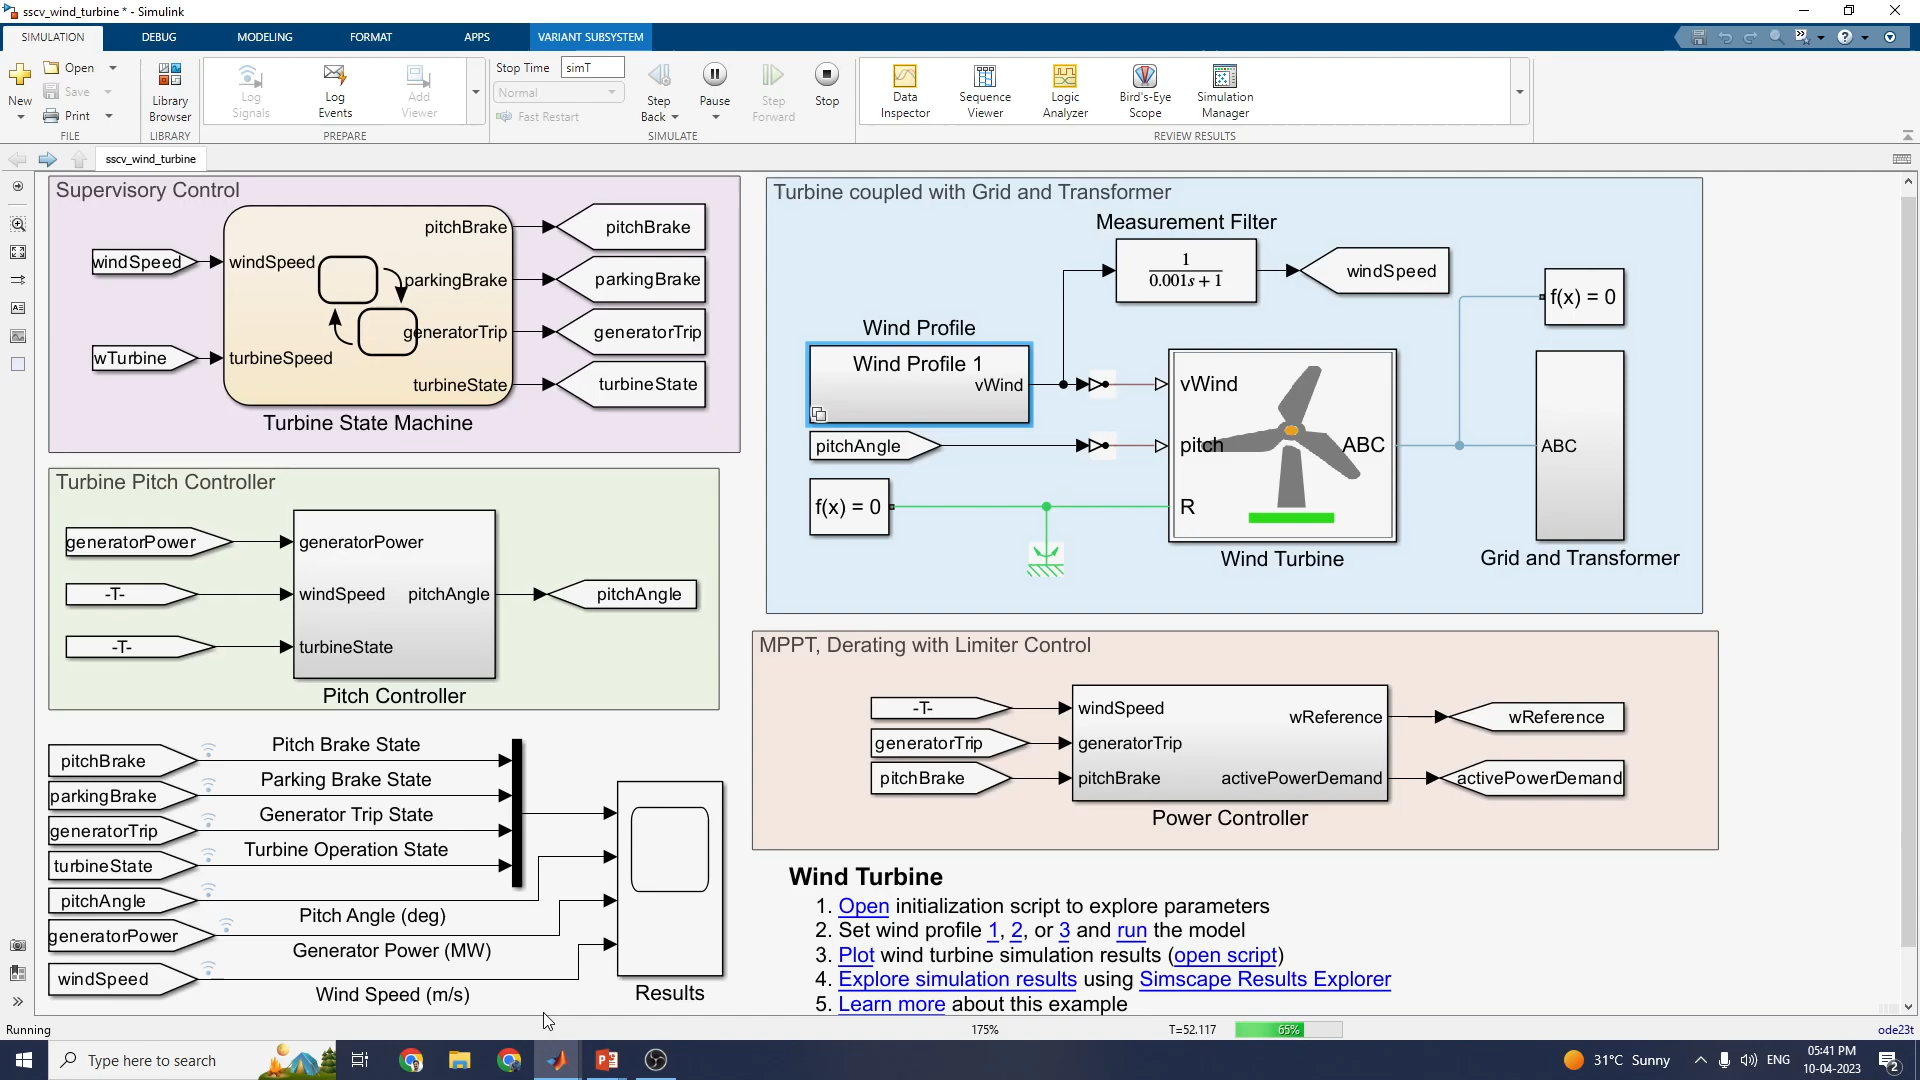 sscv_wind_turbine * - Simulink
SIMULATION DEBUG MODELING FORMAT APPS VARIANT SUBSYSTEM
New
Open
Save
Print
FILE
Library Browser
LIBRARY
Log Signals
Log Events
Add Viewer
PREPARE
Stop Time simT
Normal
Fast Restart
Step Back
Pause
Step Forward
Stop
SIMULATE
Data Inspector
Sequence Viewer
Logic Analyzer
Bird's-Eye Scope
Simulation Manager
REVIEW RESULTS
sscv_wind_turbine
Supervisory Control
windSpeed
wTurbine
windSpeed
turbineSpeed
pitchBrake
parkingBrake
generatorTrip
turbineState
pitchBrake
parkingBrake
generatorTrip
turbineState
Turbine State Machine
Turbine coupled with Grid and Transformer
Measurement Filter
1
0.001s + 1
windSpeed
f(x) = 0
Wind Profile
Wind Profile 1
vWind
pitchAngle
f(x) = 0
vWind
pitch
R
ABC
Wind Turbine
ABC
Grid and Transformer
Turbine Pitch Controller
generatorPower
-T-
-T-
generatorPower
windSpeed
turbineState
pitchAngle
pitchAngle
Pitch Controller
MPPT, Derating with Limiter Control
-T-
generatorTrip
pitchBrake
windSpeed
generatorTrip
pitchBrake
wReference
activePowerDemand
wReference
activePowerDemand
Power Controller
pitchBrake
Pitch Brake State
parkingBrake
Parking Brake State
generatorTrip
Generator Trip State
turbineState
Turbine Operation State
pitchAngle
Pitch Angle (deg)
generatorPower
Generator Power (MW)
windSpeed
Wind Speed (m/s)
Results
Wind Turbine
1. Open initialization script to explore parameters
2. Set wind profile 1, 2, or 3 and run the model
3. Plot wind turbine simulation results (open script)
4. Explore simulation results using Simscape Results Explorer
5. Learn more about this example
Running
175%
T=52.117
65%
ode23t
Type here to search
31°C Sunny
ENG
05:41 PM
10-04-2023
2